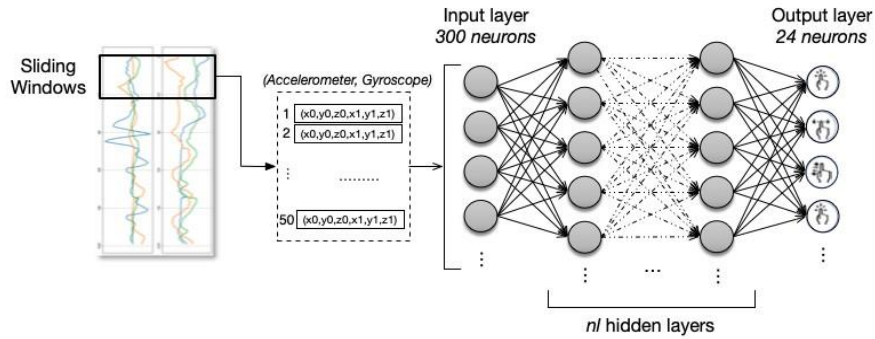 Sliding
Windows
(Accelerometer, Gyroscope)
1 (x0,y0,z0,x1,y1,z1)
2 (x0,y0,z0,x1,y1,z1)
⋮ .........
50 (x0,y0,z0,x1,y1,z1)
Input layer
300 neurons
Output layer
24 neurons
nl hidden layers